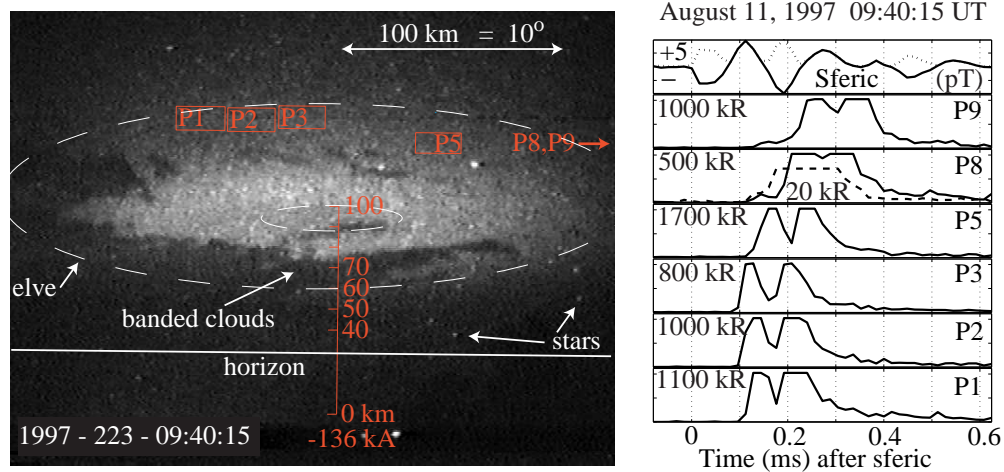 100 km = 10º
P1 P2 P3
P5 P8,P9
100
70
60
50
40
elve
banded clouds
stars
horizon
0 km
-136 kA
1997 - 223 - 09:40:15
August 11, 1997 09:40:15 UT
+5
−
Sferic (pT)
1000 kR P9
500 kR P8
20 kR
1700 kR P5
800 kR P3
1000 kR P2
1100 kR P1
0 0.2 0.4 0.6
Time (ms) after sferic